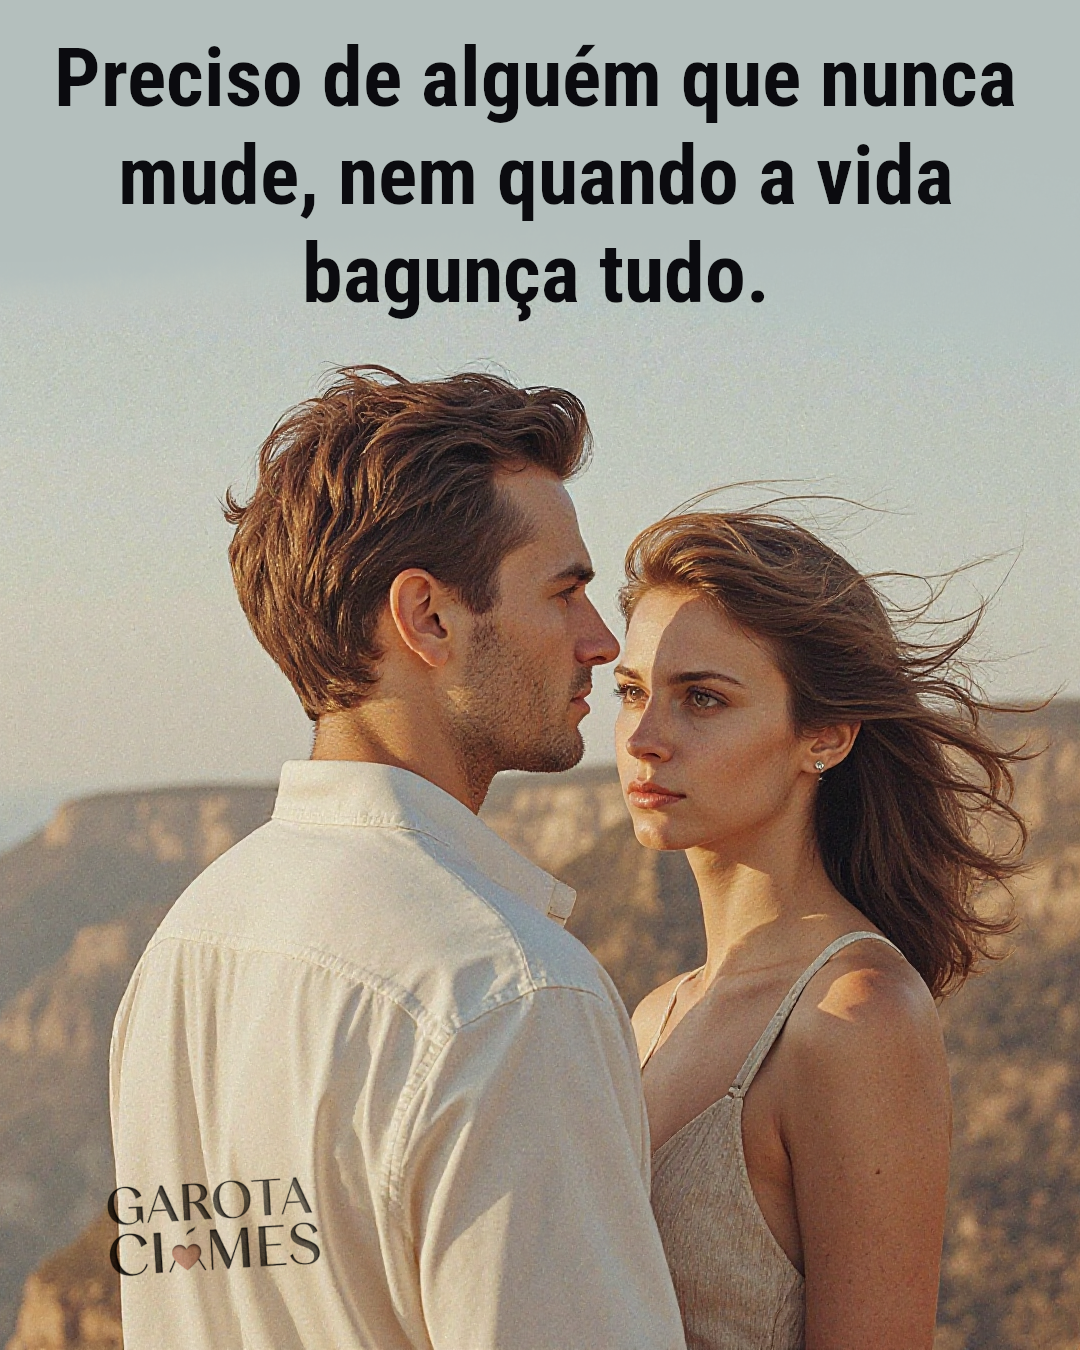 Preciso de alguém que nunca
mude, nem quando a vida
bagunça tudo.
GAROTA
CIÚMES